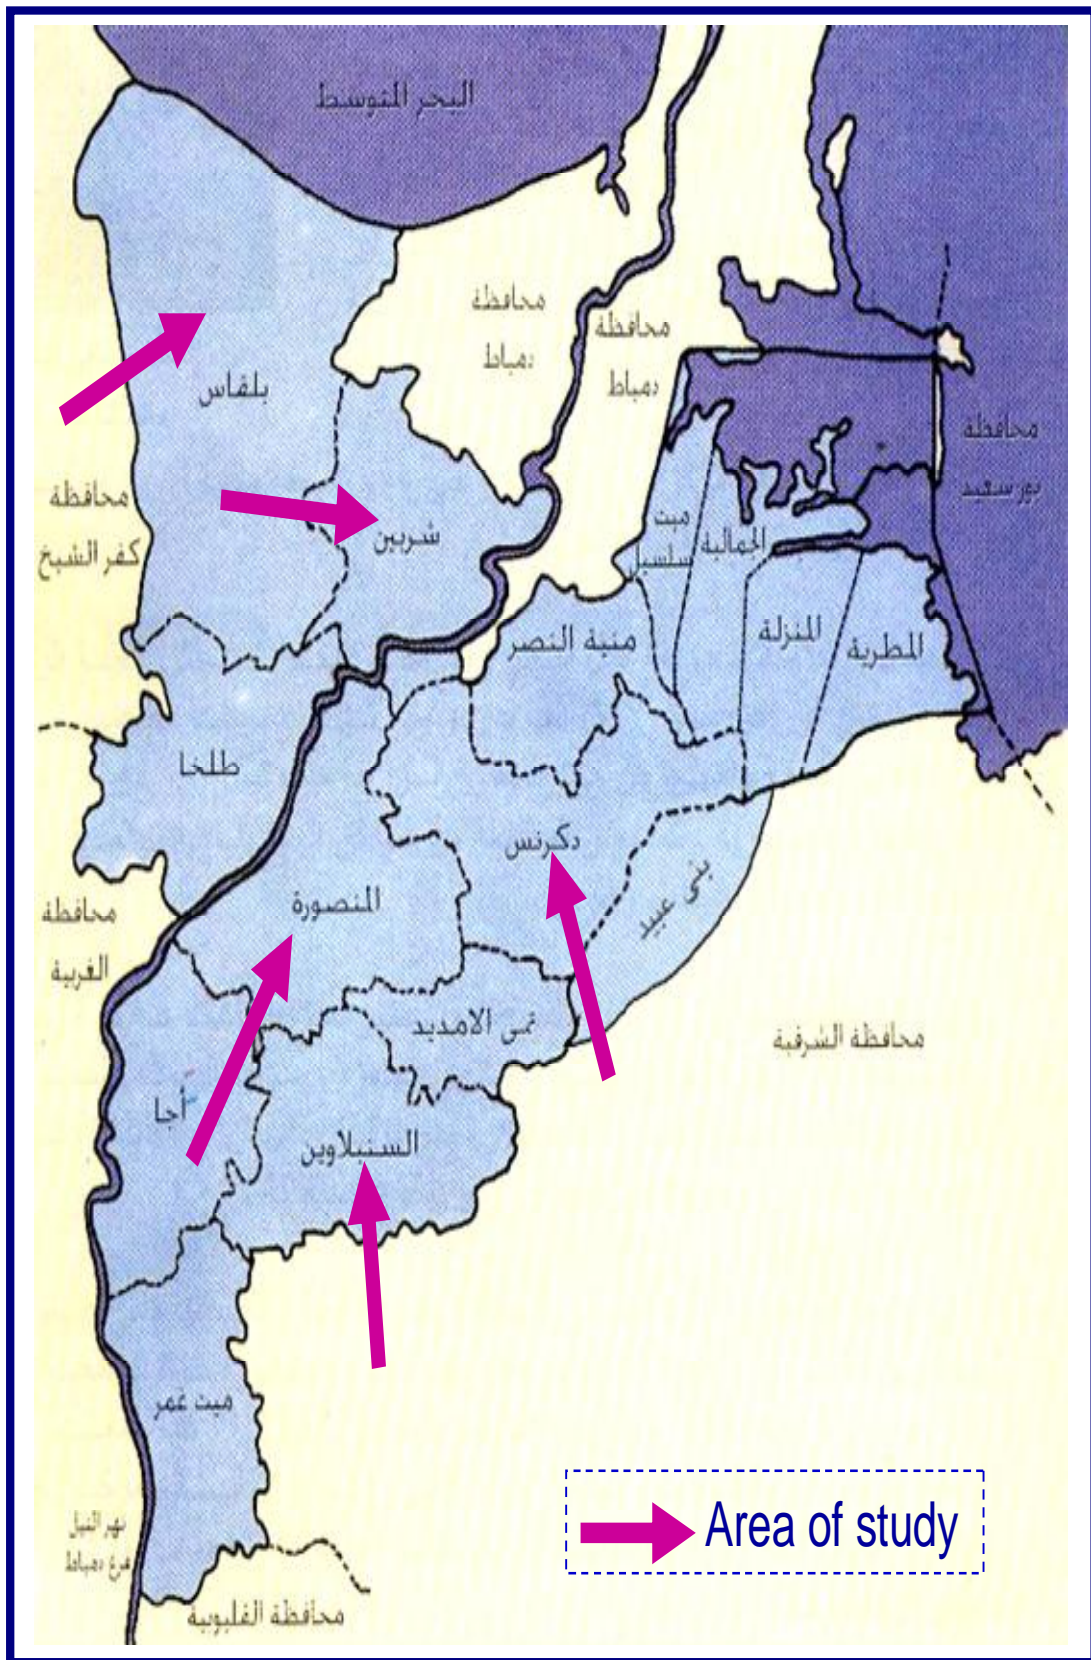 البحر المتوسط
محافظة
دمياط
محافظة
دمياط
بلقاس
محافظة
بورسعيد
محافظة
كفر الشيخ
شربين
ميت
سلسيل
الجمالية
المنزلة
المطرية
منية النصر
طلخا
دكرنس
بنى عبيد
المنصورة
محافظة
الغربية
تمى الامديد
محافظة الشرقية
أجا
السنبلاوين
ميت غمر
نهر النيل
فرع دمياط
محافظة القليوبية
Area of study